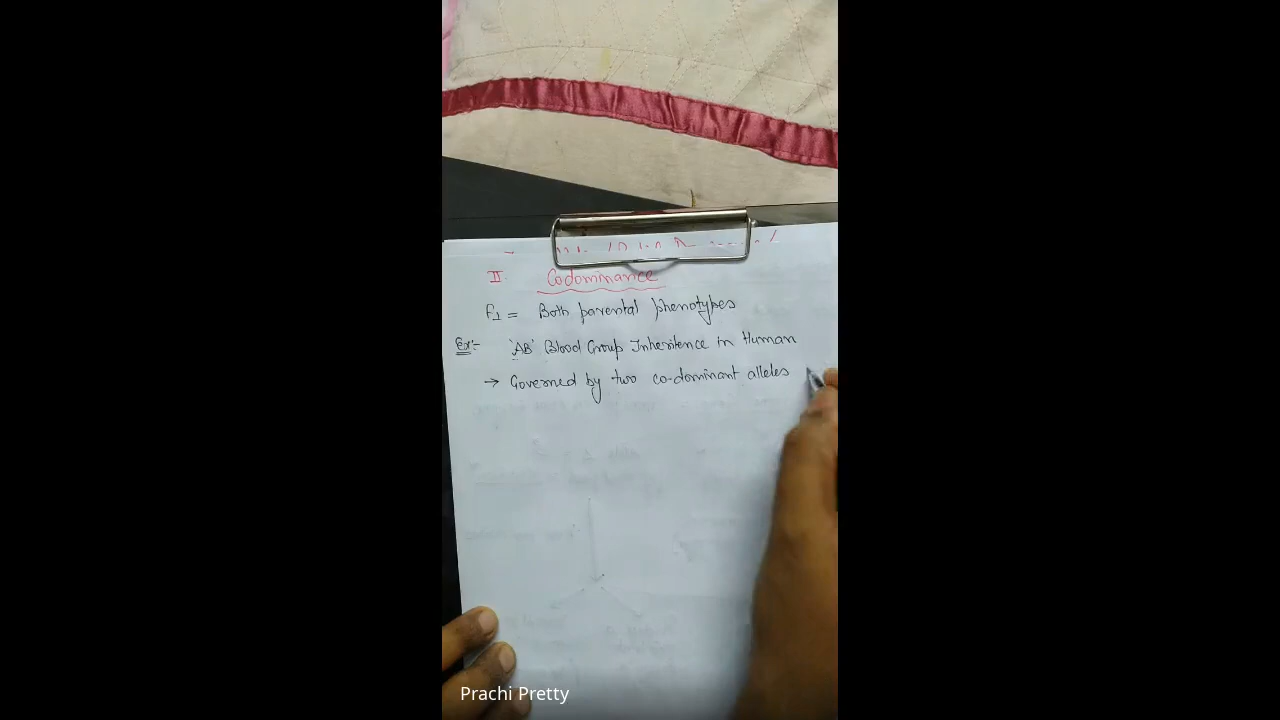 II. Codominance
F1 = Both parental phenotypes
Ex:- 'AB' Blood Group Inheritence in Human
→ Governed by two co-dominant alleles
Prachi Pretty